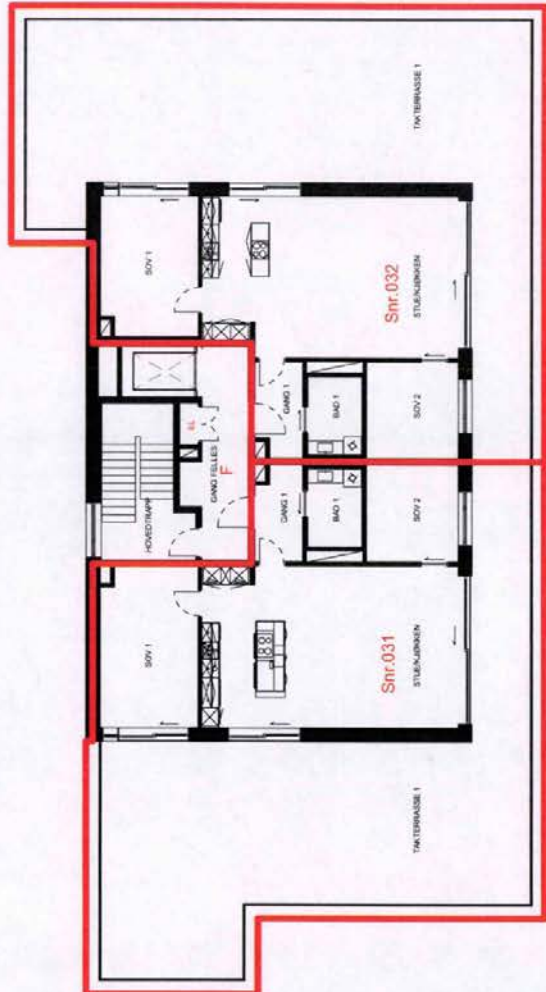 TAKTERRASSE 1
SOV 1
Snr.032
STUE/KJØKKEN
GANG 1
BAD 1
SOV 2
EL
GANG FELLES
F
HOVEDTRAPP
GANG 1
BAD 1
SOV 2
SOV 1
Snr.031
STUE/KJØKKEN
TAKTERRASSE 1